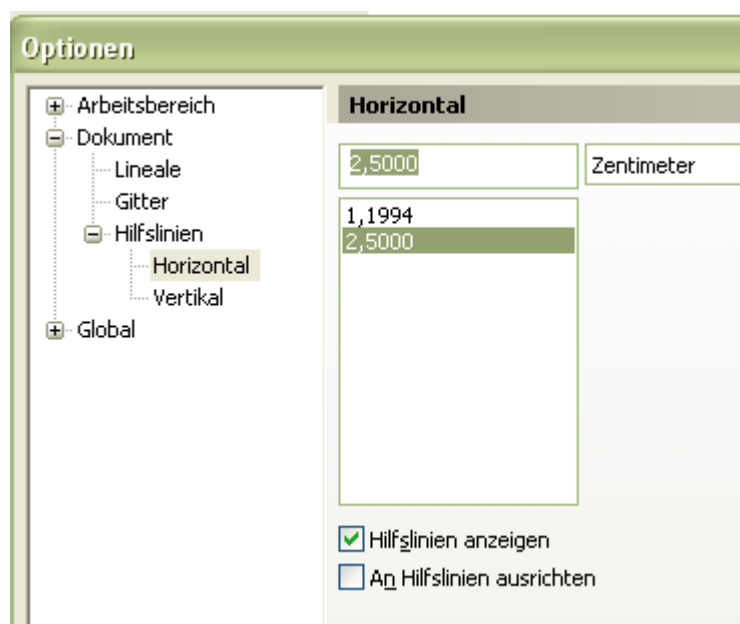 Optionen
Arbeitsbereich
Dokument
Lineale
Gitter
Hilfslinien
Horizontal
Vertikal
Global
Horizontal
2,5000
Zentimeter
1,1994
2,5000
Hilfslinien anzeigen
An Hilfslinien ausrichten